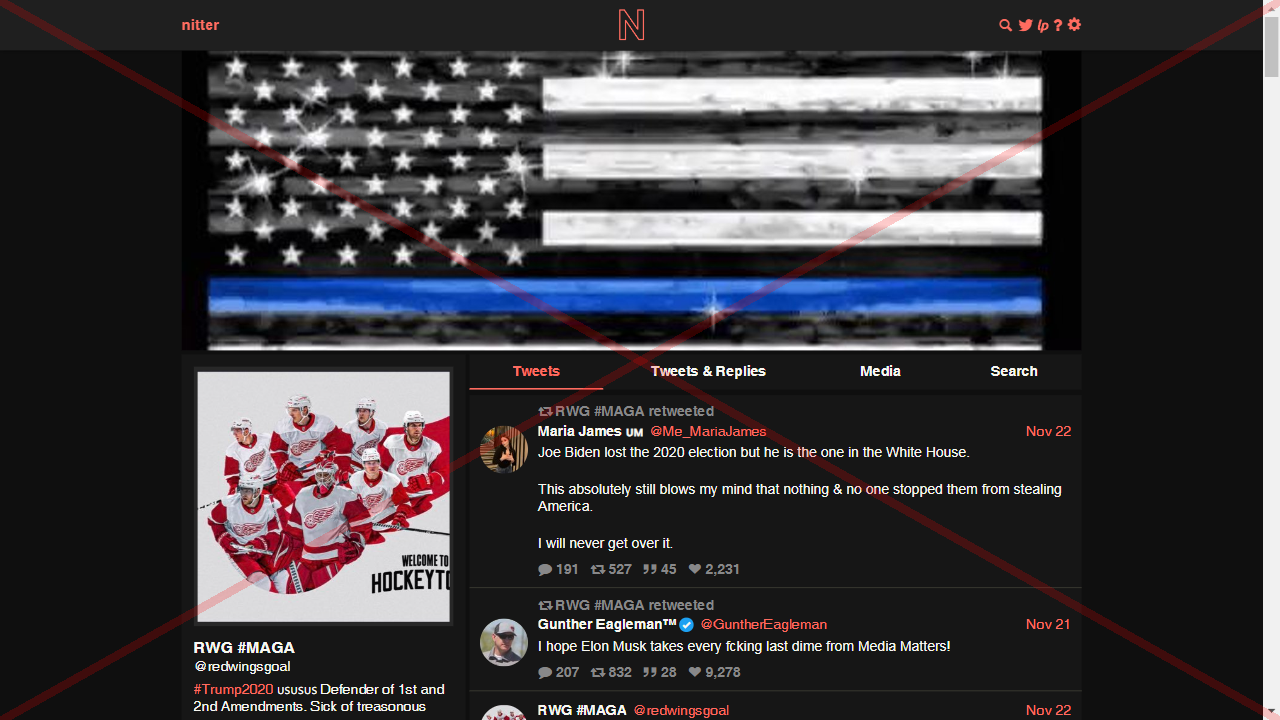 nitter
N
lp ?
Tweets
Tweets & Replies
Media
Search
RWG #MAGA retweeted
Maria James 🇺🇲 @Me_MariaJames Nov 22
Joe Biden lost the 2020 election but he is the one in the White House.
This absolutely still blows my mind that nothing & no one stopped them from stealing
America.
I will never get over it.
191 527 45 2,231
RWG #MAGA retweeted
Gunther Eagleman™ @GuntherEagleman Nov 21
I hope Elon Musk takes every fcking last dime from Media Matters!
207 832 28 9,278
RWG #MAGA @redwingsgoal Nov 22
WELCOME TO
HOCKEYTO
RWG #MAGA
@redwingsgoal
#Trump2020 🇺🇸🇺🇸🇺🇸 Defender of 1st and
2nd Amendments. Sick of treasonous